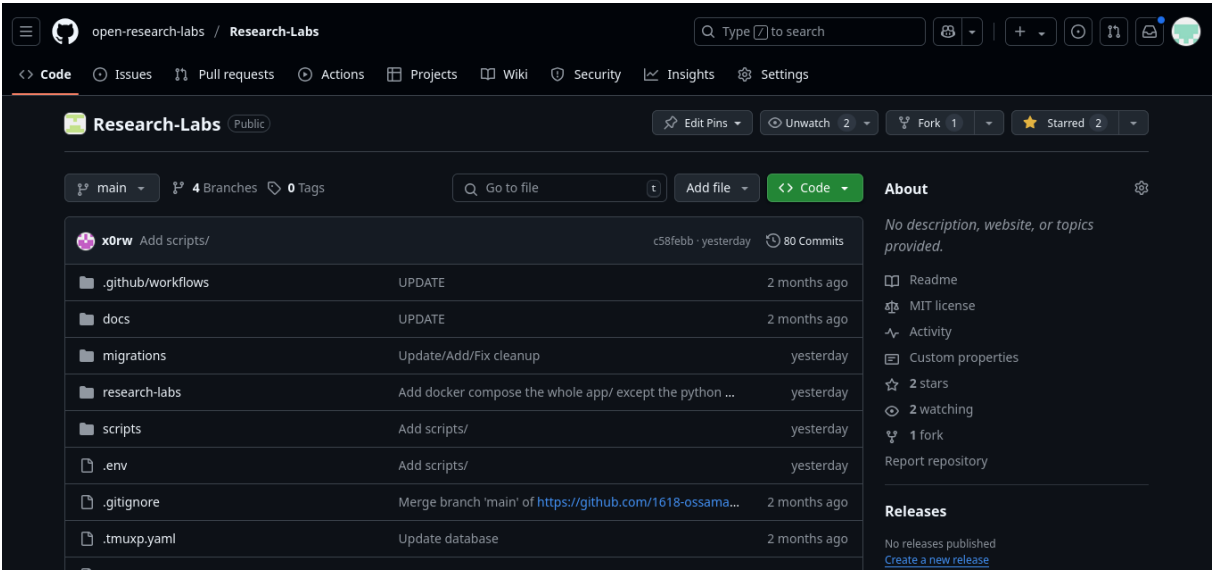 open-research-labs / Research-Labs
Type / to search
Code Issues Pull requests Actions Projects Wiki Security Insights Settings
Research-Labs Public
Edit Pins Unwatch 2 Fork 1 Starred 2
main 4 Branches 0 Tags Go to file t Add file Code
x0rw Add scripts/ c58febb · yesterday 80 Commits
.github/workflows UPDATE 2 months ago
docs UPDATE 2 months ago
migrations Update/Add/Fix cleanup yesterday
research-labs Add docker compose the whole app/ except the python ... yesterday
scripts Add scripts/ yesterday
.env Add scripts/ yesterday
.gitignore Merge branch 'main' of https://github.com/1618-ossama... 2 months ago
.tmuxp.yaml Update database 2 months ago
About
No description, website, or topics
provided.
Readme
MIT license
Activity
Custom properties
2 stars
2 watching
1 fork
Report repository
Releases
No releases published
Create a new release